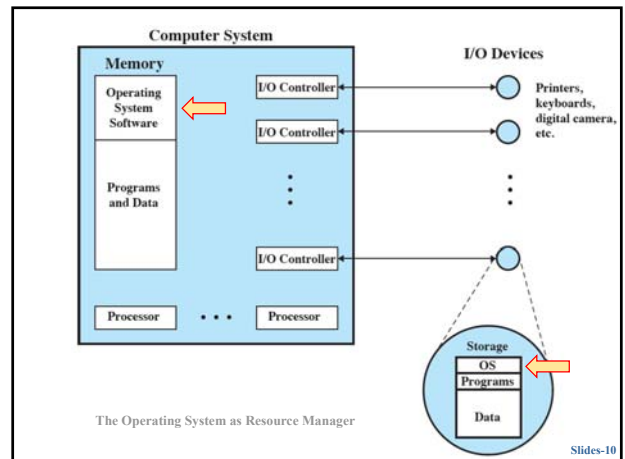 Computer System
I/O Devices
Memory
Operating
System
Software
I/O Controller
Printers,
keyboards,
digital camera,
etc.
I/O Controller
Programs
and Data
I/O Controller
Processor
Processor
Storage
OS
Programs
Data
The Operating System as Resource Manager
Slides-10